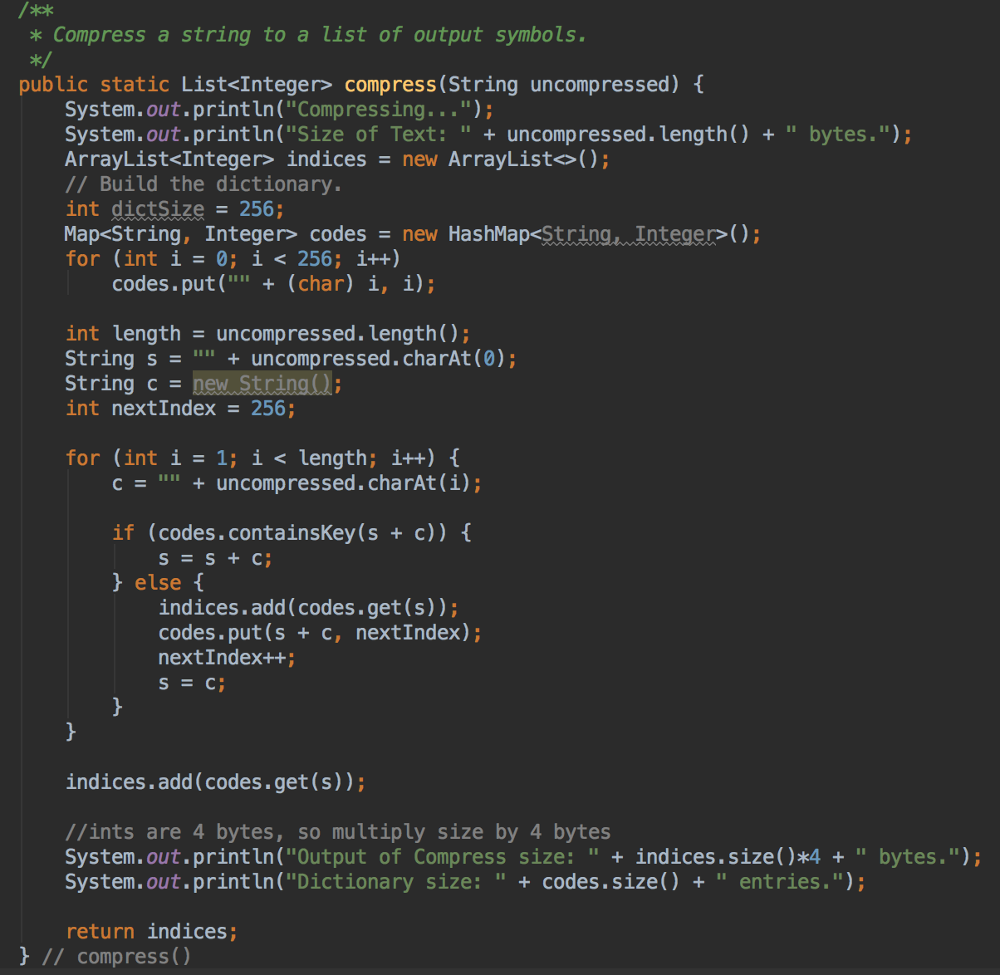 /**
 * Compress a string to a list of output symbols.
 */
public static List<Integer> compress(String uncompressed) {
    System.out.println("Compressing...");
    System.out.println("Size of Text: " + uncompressed.length() + " bytes.");
    ArrayList<Integer> indices = new ArrayList<>();
    // Build the dictionary.
    int dictSize = 256;
    Map<String, Integer> codes = new HashMap<String, Integer>();
    for (int i = 0; i < 256; i++)
        codes.put("" + (char) i, i);

    int length = uncompressed.length();
    String s = "" + uncompressed.charAt(0);
    String c = new String();
    int nextIndex = 256;

    for (int i = 1; i < length; i++) {
        c = "" + uncompressed.charAt(i);

        if (codes.containsKey(s + c)) {
            s = s + c;
        } else {
            indices.add(codes.get(s));
            codes.put(s + c, nextIndex);
            nextIndex++;
            s = c;
        }
    }

    indices.add(codes.get(s));

    //ints are 4 bytes, so multiply size by 4 bytes
    System.out.println("Output of Compress size: " + indices.size()*4 + " bytes.");
    System.out.println("Dictionary size: " + codes.size() + " entries.");

    return indices;
} // compress()